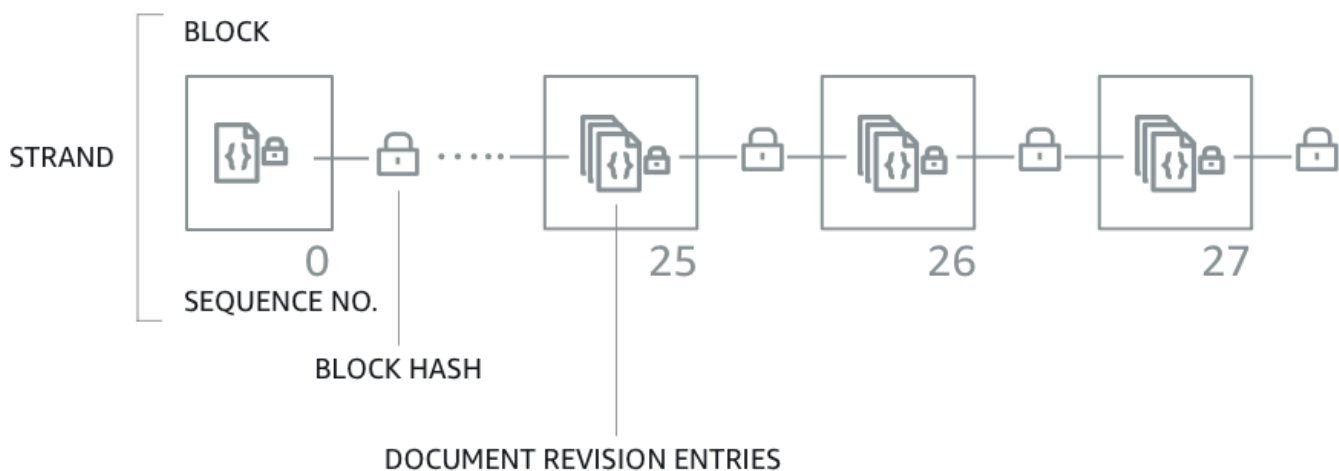 BLOCK
STRAND
{} {} {} {}
0 25 26 27
SEQUENCE NO.
BLOCK HASH
DOCUMENT REVISION ENTRIES